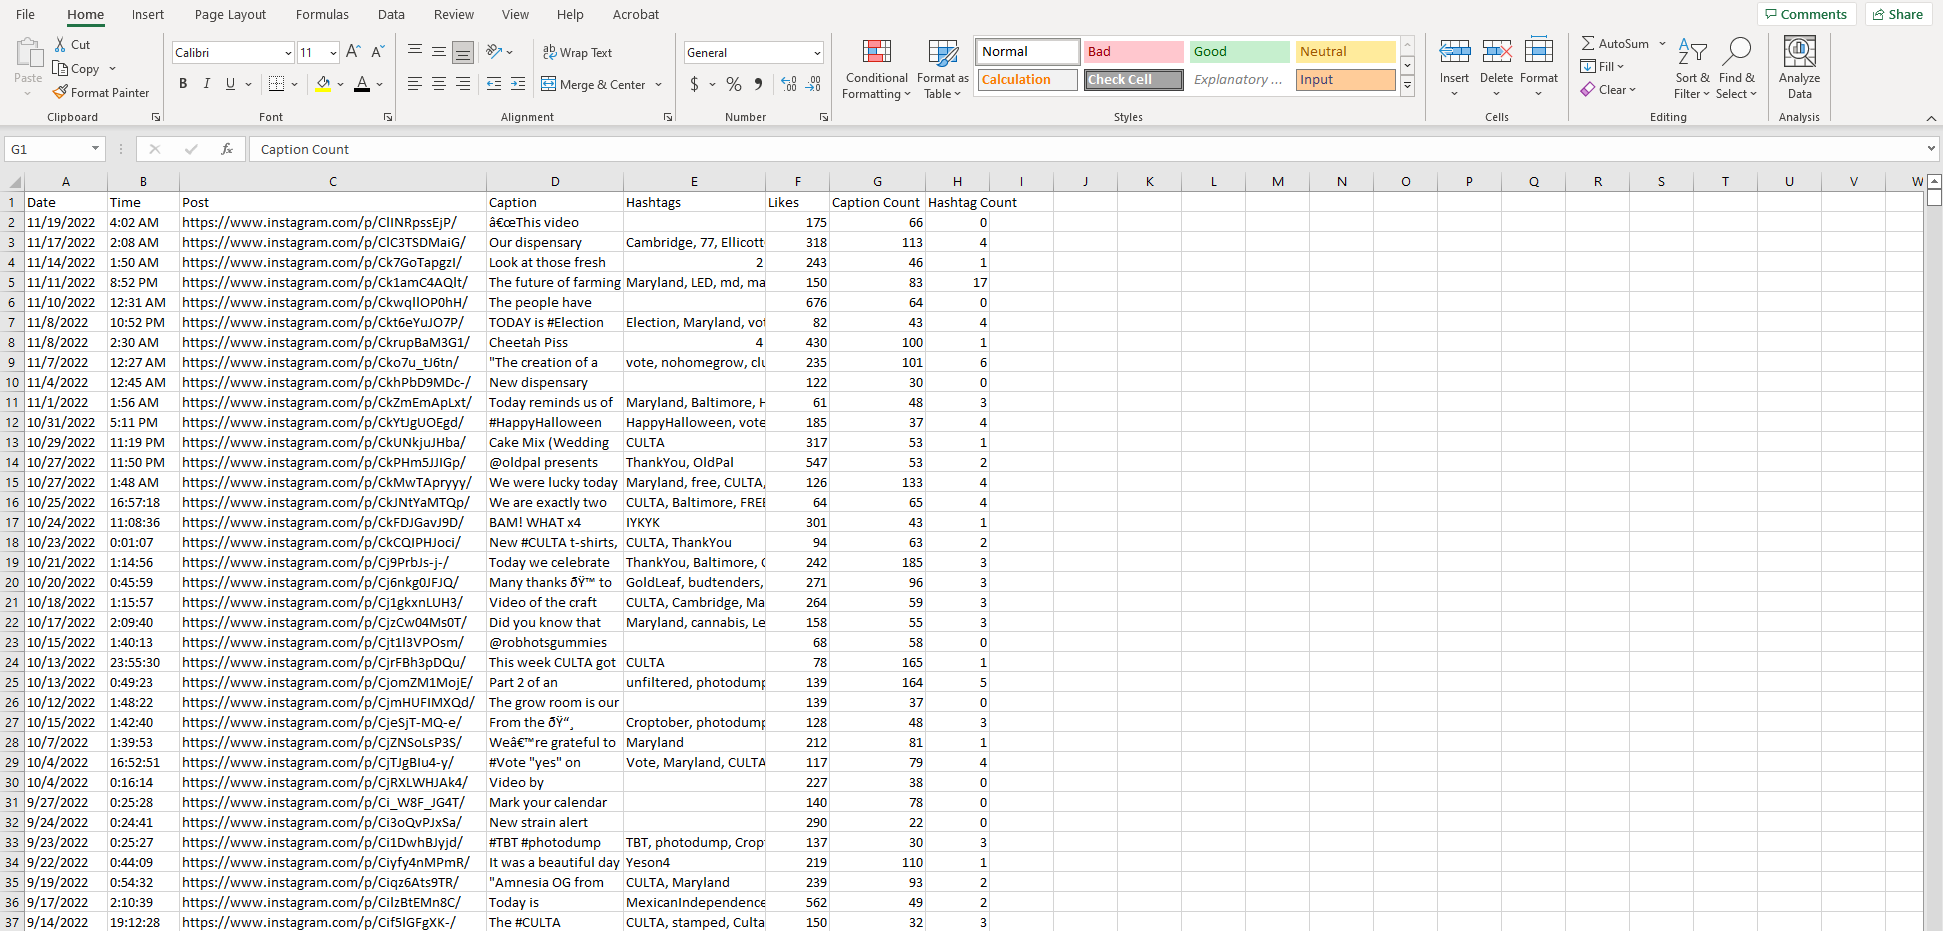 File Home Insert Page Layout Formulas Data Review View Help Acrobat Comments Share
Paste Cut Copy Format Painter Clipboard
Calibri 11 A A B I U A Font
ab Wrap Text Merge & Center Alignment
General $ % 9 .00 Number
Conditional Formatting Format as Table
Normal Bad Good Neutral
Calculation Check Cell Explanatory ... Input
Styles
Insert Delete Format Cells
AutoSum Fill Clear Sort & Filter Find & Select Editing
Analyze Data Analysis
G1 fx Caption Count
A B C D E F G H I J K L M N O P Q R S T U V W
1 Date Time Post Caption Hashtags Likes Caption Count Hashtag Count
2 11/19/2022 4:02 AM https://www.instagram.com/p/ClINRpssEjP/ â€œThis video 175 66 0
3 11/17/2022 2:08 AM https://www.instagram.com/p/ClC3TSDMaiG/ Our dispensary Cambridge, 77, Ellicott 318 113 4
4 11/14/2022 1:50 AM https://www.instagram.com/p/Ck7GoTapgzI/ Look at those fresh 2 243 46 1
5 11/11/2022 8:52 PM https://www.instagram.com/p/Ck1amC4AQlt/ The future of farming Maryland, LED, md, ma 150 83 17
6 11/10/2022 12:31 AM https://www.instagram.com/p/CkwqllOP0hH/ The people have 676 64 0
7 11/8/2022 10:52 PM https://www.instagram.com/p/Ckt6eYuJO7P/ TODAY is #Election Election, Maryland, vot 82 43 4
8 11/8/2022 2:30 AM https://www.instagram.com/p/CkrupBaM3G1/ Cheetah Piss 4 430 100 1
9 11/7/2022 12:27 AM https://www.instagram.com/p/Cko7u_tJ6tn/ "The creation of a vote, nohomegrow, clu 235 101 6
10 11/4/2022 12:45 AM https://www.instagram.com/p/CkhPbD9MDc-/ New dispensary 122 30 0
11 11/1/2022 1:56 AM https://www.instagram.com/p/CkZmEmApLxt/ Today reminds us of Maryland, Baltimore, H 61 48 3
12 10/31/2022 5:11 PM https://www.instagram.com/p/CkYtJgUOEgd/ #HappyHalloween HappyHalloween, vote 185 37 4
13 10/29/2022 11:19 PM https://www.instagram.com/p/CkUNkjuJHba/ Cake Mix (Wedding CULTA 317 53 1
14 10/27/2022 11:50 PM https://www.instagram.com/p/CkPHm5JJIGp/ @oldpal presents ThankYou, OldPal 547 53 2
15 10/27/2022 1:48 AM https://www.instagram.com/p/CkMwTApryyy/ We were lucky today Maryland, free, CULTA, 126 133 4
16 10/25/2022 16:57:18 https://www.instagram.com/p/CkJNtYaMTQp/ We are exactly two CULTA, Baltimore, FREE 64 65 4
17 10/24/2022 11:08:36 https://www.instagram.com/p/CkFDJGavJ9D/ BAM! WHAT x4 IYKYK 301 43 1
18 10/23/2022 0:01:07 https://www.instagram.com/p/CkCQIPHJoci/ New #CULTA t-shirts, CULTA, ThankYou 94 63 2
19 10/21/2022 1:14:56 https://www.instagram.com/p/Cj9PrbJs-j-/ Today we celebrate ThankYou, Baltimore, C 242 185 3
20 10/21/2022 0:45:59 https://www.instagram.com/p/Cj6nkg0JFJQ/ Many thanks ðŸ™ to GoldLeaf, budtenders, 271 96 3
21 10/18/2022 1:15:57 https://www.instagram.com/p/Cj1gkxnLUH3/ Video of the craft CULTA, Cambridge, Ma 264 59 3
22 10/17/2022 2:09:40 https://www.instagram.com/p/CjzCw04Ms0T/ Did you know that Maryland, cannabis, Le 158 55 3
23 10/15/2022 1:40:13 https://www.instagram.com/p/Cjt1l3VPOsm/ @robhotsgummies 68 58 0
24 10/13/2022 23:55:30 https://www.instagram.com/p/CjrFBh3pDQu/ This week CULTA got CULTA 78 165 1
25 10/13/2022 0:49:23 https://www.instagram.com/p/CjomZM1MojE/ Part 2 of an unfiltered, photodump 139 164 5
26 10/12/2022 1:48:22 https://www.instagram.com/p/CjmHUFIMXQd/ The grow room is our 139 37 0
27 10/15/2022 1:42:40 https://www.instagram.com/p/CjeSjT-MQ-e/ From the ðŸ“¸ Croptober, photodump 128 48 3
28 10/7/2022 1:39:53 https://www.instagram.com/p/CjZNSoLsP3S/ Weâ€™re grateful to Maryland 212 81 1
29 10/4/2022 16:52:51 https://www.instagram.com/p/CjTJgBIu4-y/ #Vote "yes" on Vote, Maryland, CULTA 117 79 4
30 10/4/2022 0:16:14 https://www.instagram.com/p/CjRXLWHJAk4/ Video by 227 38 0
31 9/27/2022 0:25:28 https://www.instagram.com/p/Ci_W8F_JG4T/ Mark your calendar 140 78 0
32 9/24/2022 0:24:41 https://www.instagram.com/p/Ci3oQvPJxSa/ New strain alert 290 22 0
33 9/23/2022 0:25:27 https://www.instagram.com/p/Ci1DwhBJyjd/ #TBT #photodump TBT, photodump, Crop 137 30 3
34 9/22/2022 0:44:09 https://www.instagram.com/p/Ciyfy4nMPmR/ It was a beautiful day Yeson4 219 110 1
35 9/19/2022 0:54:32 https://www.instagram.com/p/Ciqz6Ats9TR/ "Amnesia OG from CULTA, Maryland 239 93 2
36 9/17/2022 2:10:39 https://www.instagram.com/p/CilzBtEMn8C/ Today is MexicanIndependence 562 49 2
37 9/14/2022 19:12:28 https://www.instagram.com/p/Cif5lGFgXK-/ The #CULTA CULTA, stamped, Culta 150 32 3